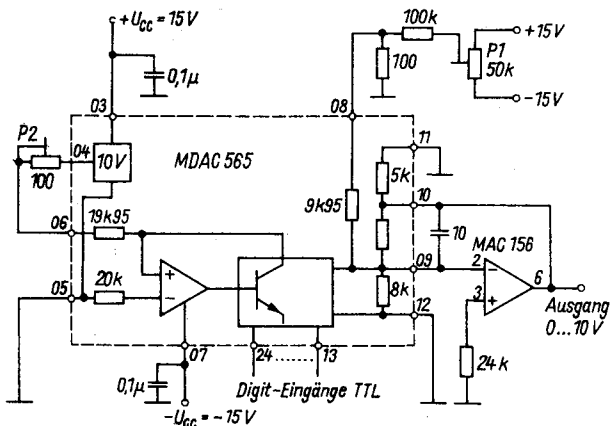 +U_CC = 15V
0,1µ
100k
P1
50k
+15V
-15V
100
03
08
P2
04
10V
100
MDAC 565
11
5k
10
9k95
06
19k95
10
MAC 156
05
20k
09
2
6
3
8k
12
Ausgang
0...10V
07
24
13
24k
0,1µ
Digit-Eingänge TTL
-U_CC = -15V